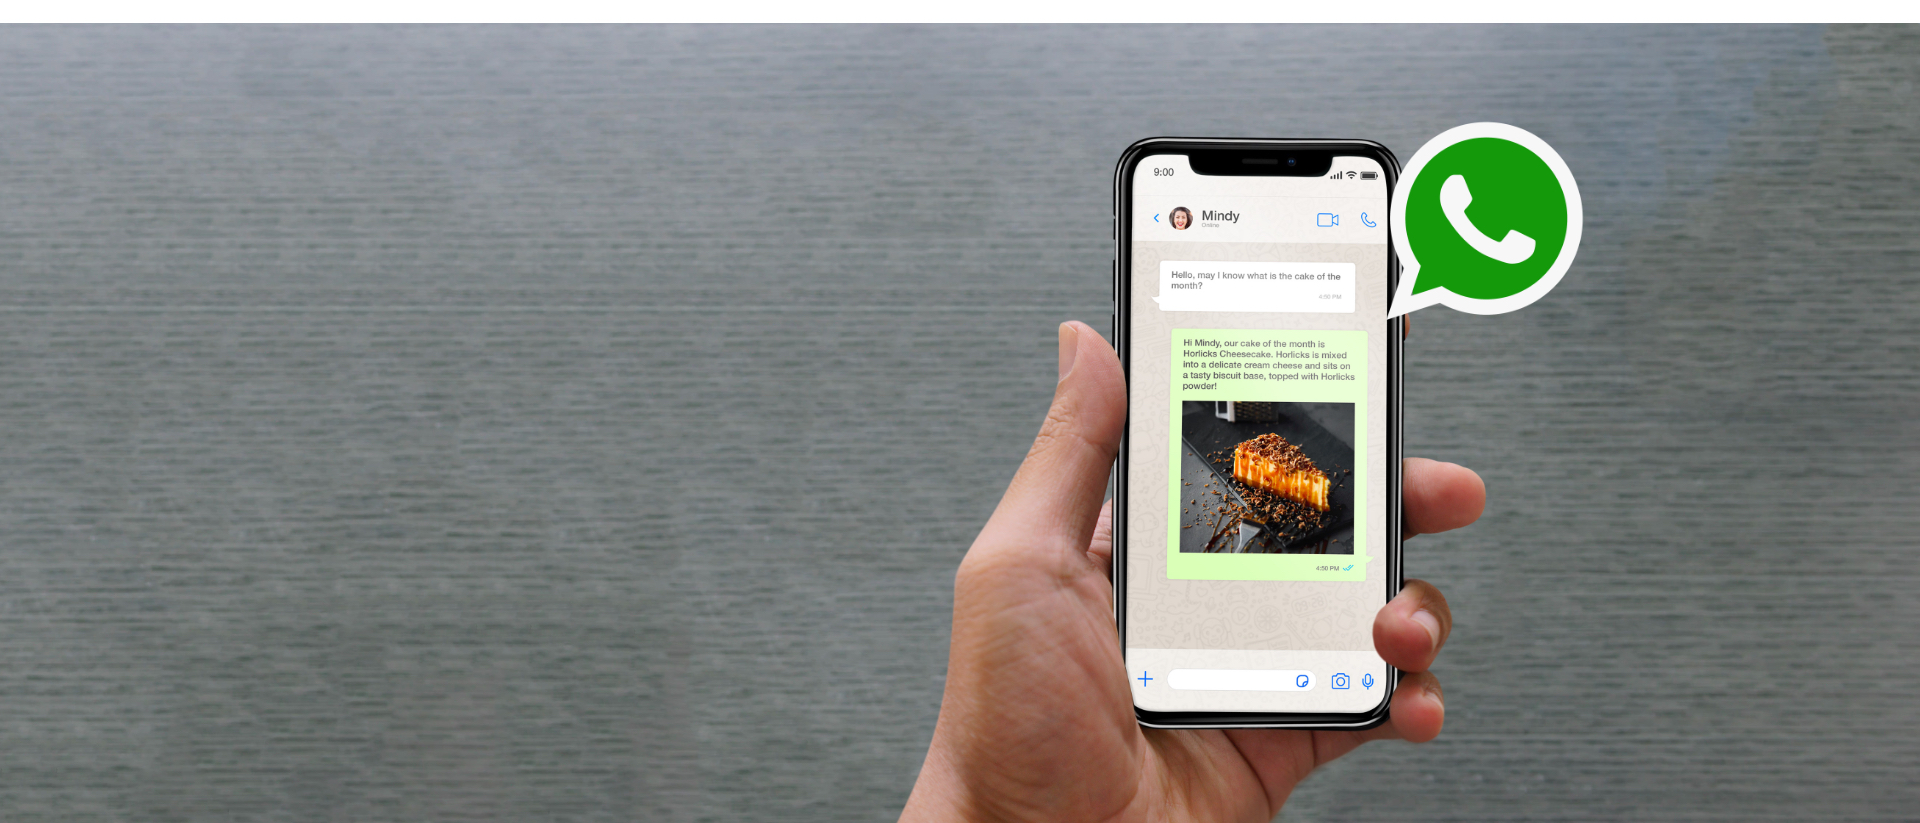 9:00
Mindy
Online
Hello, may I know what is the cake of the
month?
4:50 PM
Hi Mindy, our cake of the month is
Horlicks Cheesecake. Horlicks is mixed
into a delicate cream cheese and sits on
a tasty biscuit base, topped with Horlicks
powder!
4:50 PM